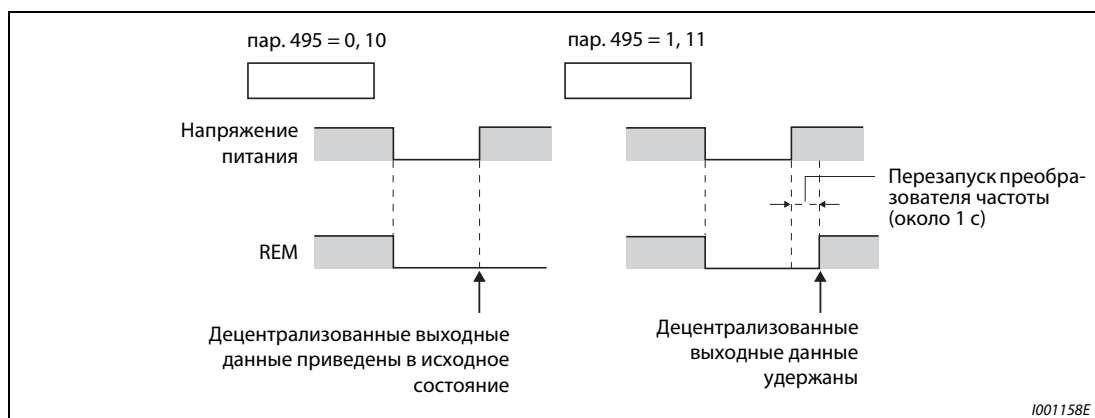 пар. 495 = 0, 10
пар. 495 = 1, 11
Напряжение
питания
Перезапуск преобра-
зователя частоты
(около 1 с)
REM
Децентрализованные выходные
данные приведены в исходное
состояние
Децентрализованные
выходные данные
удержаны
I001158E